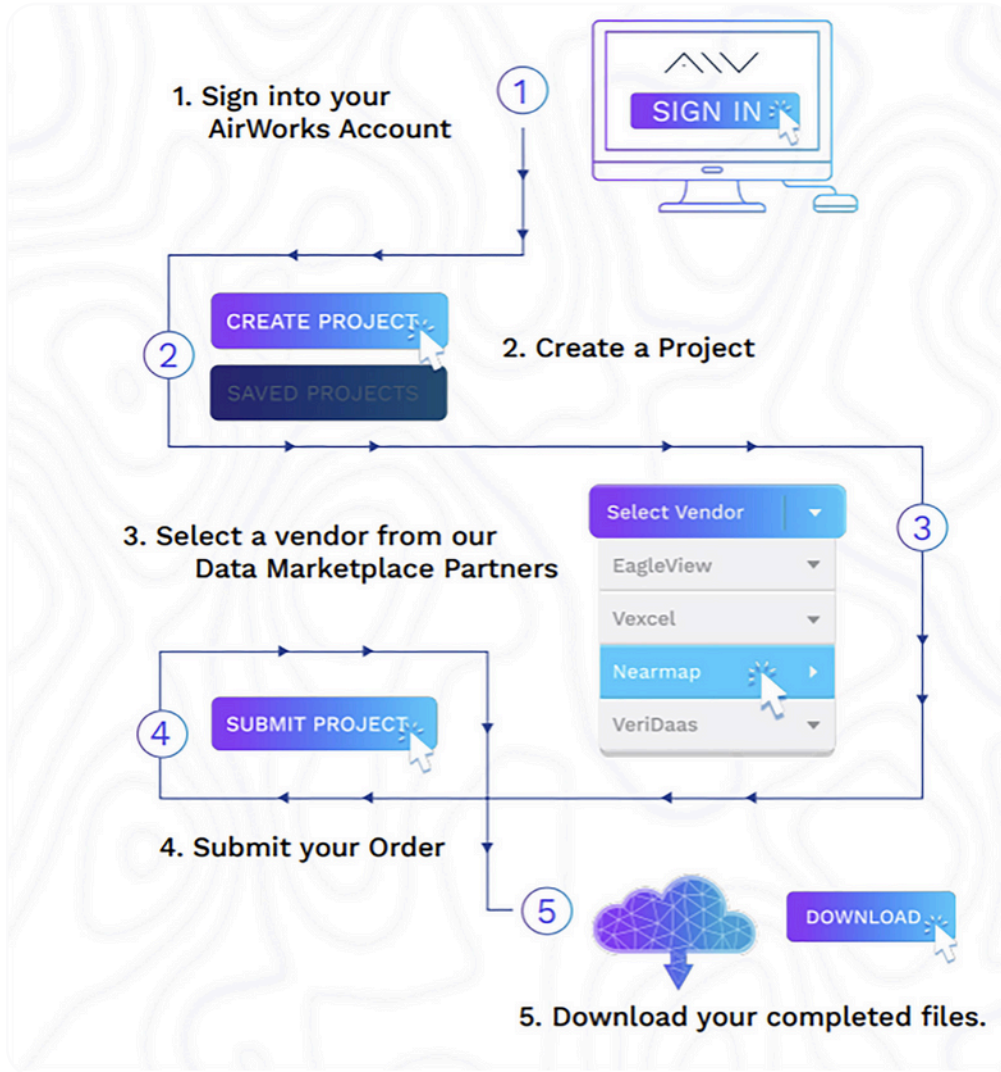 1. Sign into your
AirWorks Account
1
SIGN IN
CREATE PROJECT
2
2. Create a Project
SAVED PROJECTS
Select Vendor
3
3. Select a vendor from our
Data Marketplace Partners
EagleView
Vexcel
Nearmap
VeriDaas
4
SUBMIT PROJECT
4. Submit your Order
5
DOWNLOAD
5. Download your completed files.